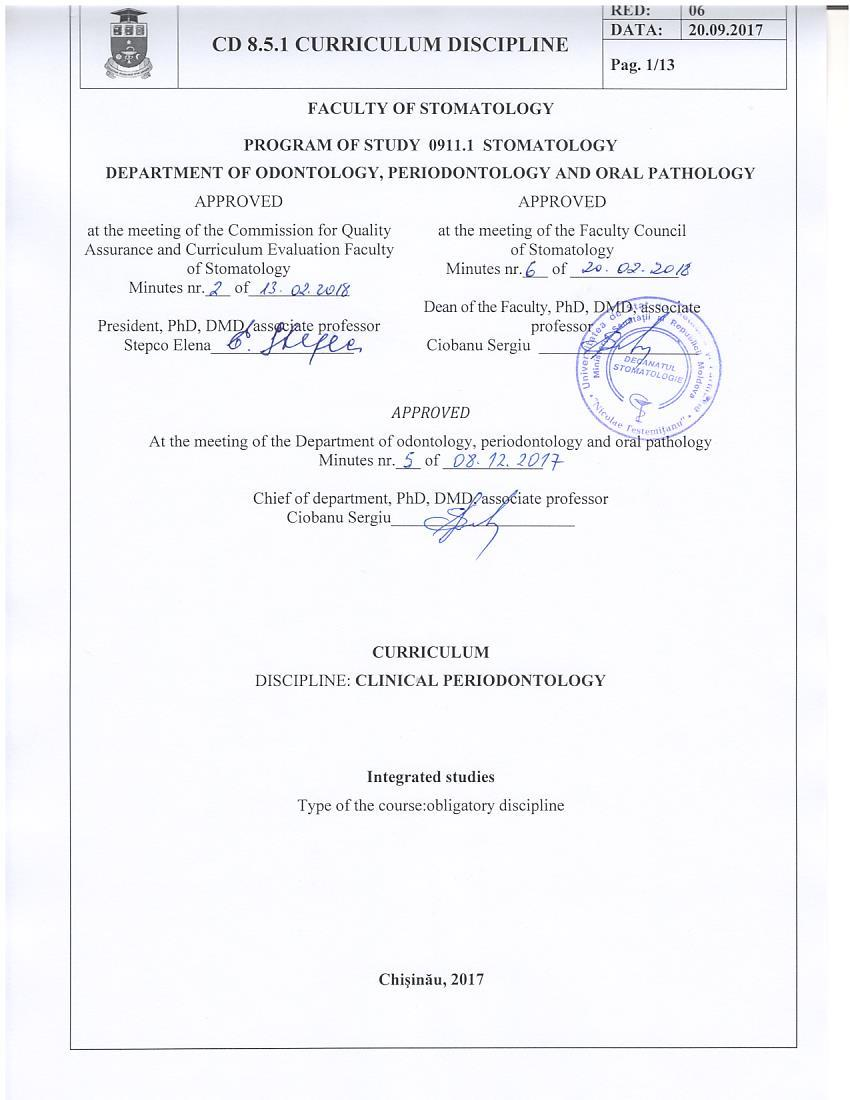 CD 8.5.1 CURRICULUM DISCIPLINE
RED: 06
DATA: 20.09.2017
Pag. 1/13
FACULTY OF STOMATOLOGY
PROGRAM OF STUDY 0911.1 STOMATOLOGY
DEPARTMENT OF ODONTOLOGY, PERIODONTOLOGY AND ORAL PATHOLOGY
APPROVED
at the meeting of the Commission for Quality
Assurance and Curriculum Evaluation Faculty
of Stomatology
Minutes nr. 2 of 13.02.2018
President, PhD, DMD, associate professor
Stepco Elena
APPROVED
at the meeting of the Faculty Council
of Stomatology
Minutes nr. 6 of 20.02.2018
Dean of the Faculty, PhD, DMD, associate
professor
Ciobanu Sergiu
DECANATUL
STOMATOLOGIE
"Nicolae Testemiţanu"
APPROVED
At the meeting of the Department of odontology, periodontology and oral pathology
Minutes nr. 5 of 08.12.2017
Chief of department, PhD, DMD, associate professor
Ciobanu Sergiu
CURRICULUM
DISCIPLINE: CLINICAL PERIODONTOLOGY
Integrated studies
Type of the course:obligatory discipline
Chişinău, 2017